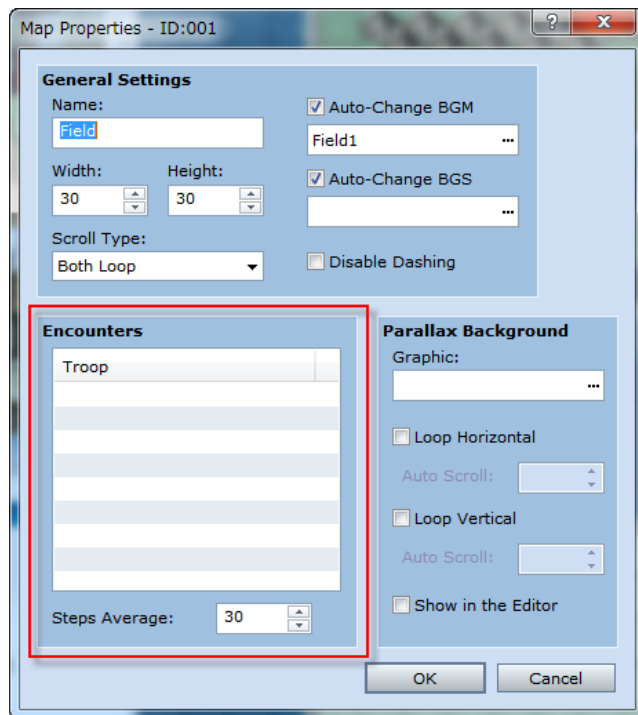 Map Properties - ID:001
?
X
General Settings
Name:
Field
Width:
30
Height:
30
Scroll Type:
Both Loop
Auto-Change BGM
Field1
...
Auto-Change BGS
...
Disable Dashing
Encounters
Troop
Steps Average:
30
Parallax Background
Graphic:
...
Loop Horizontal
Auto Scroll:
Loop Vertical
Auto Scroll:
Show in the Editor
OK
Cancel